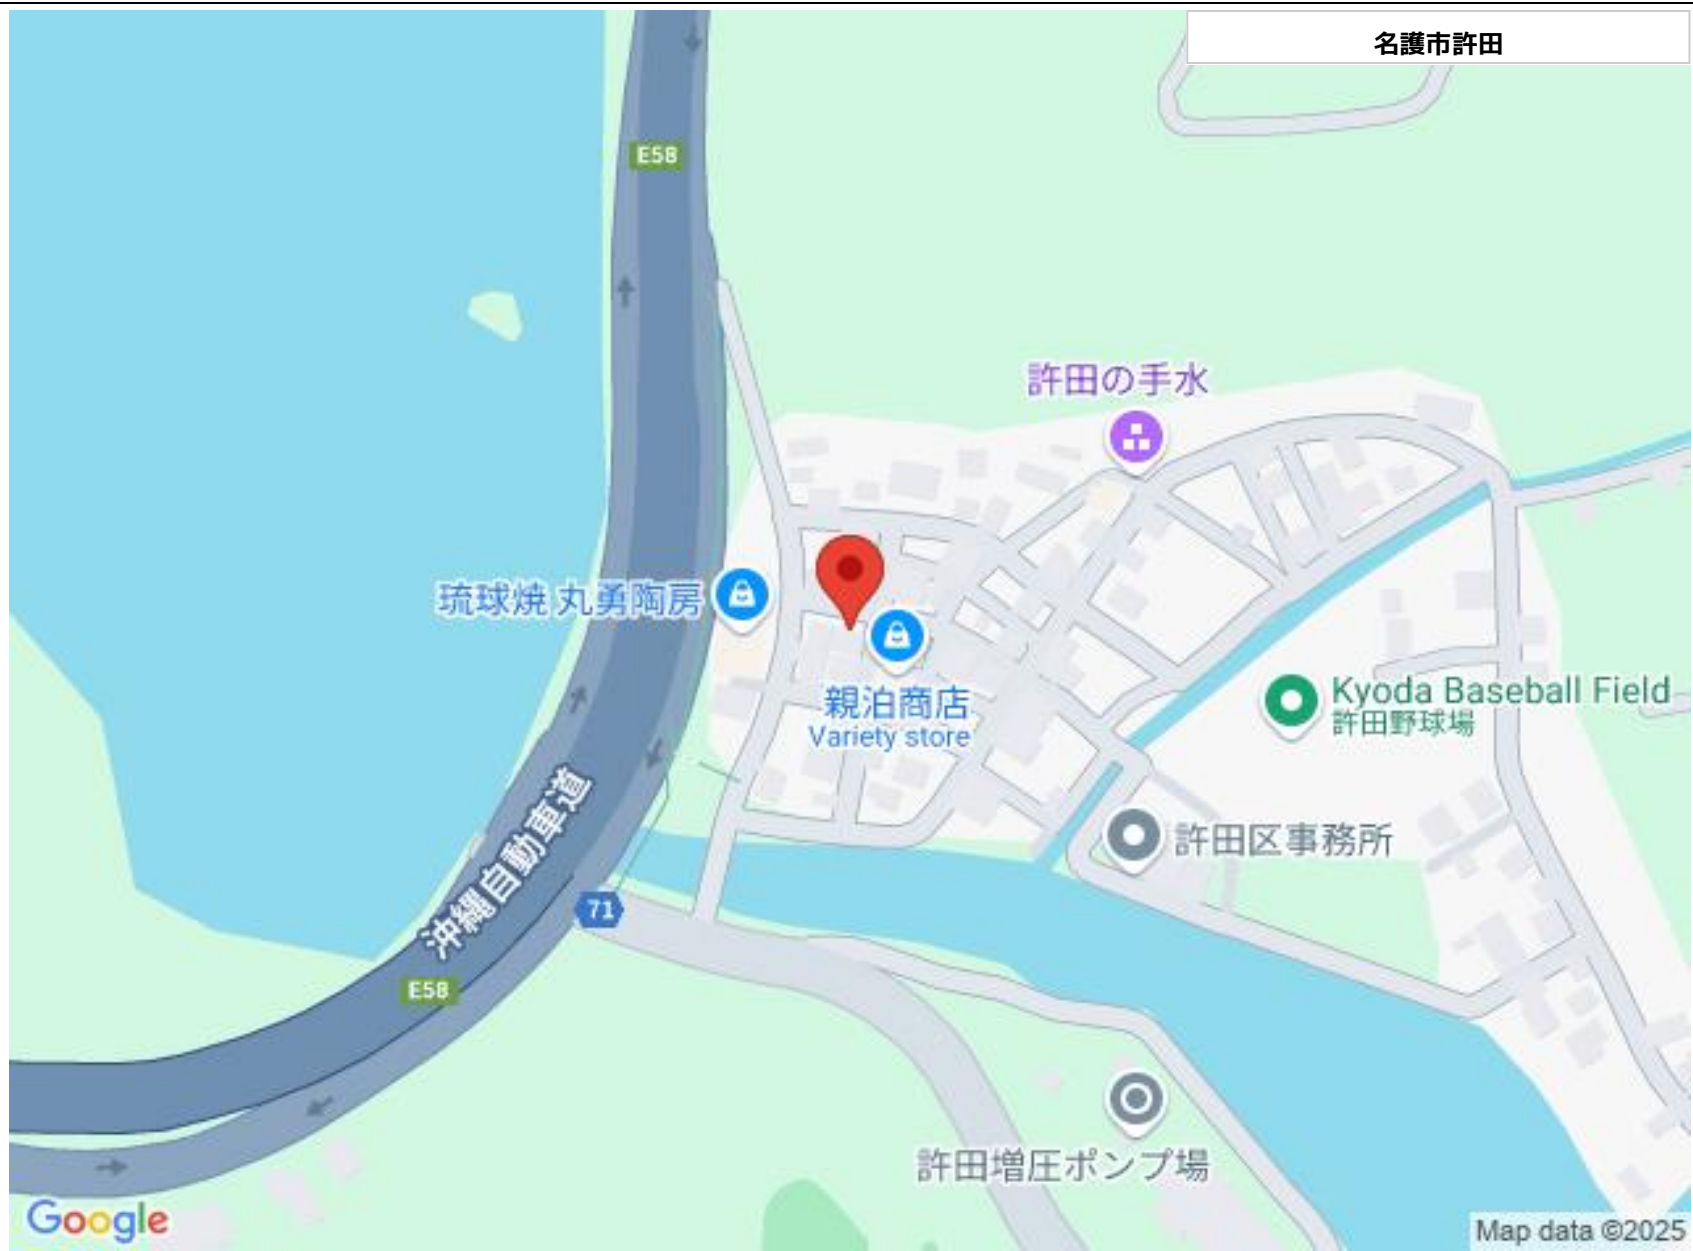 名護市許田
E58
許田の手水
琉球焼 丸勇陶房
親泊商店
Variety store
Kyoda Baseball Field
許田野球場
沖縄自動車道
許田区事務所
71
E58
許田増圧ポンプ場
Google
Map data ©2025